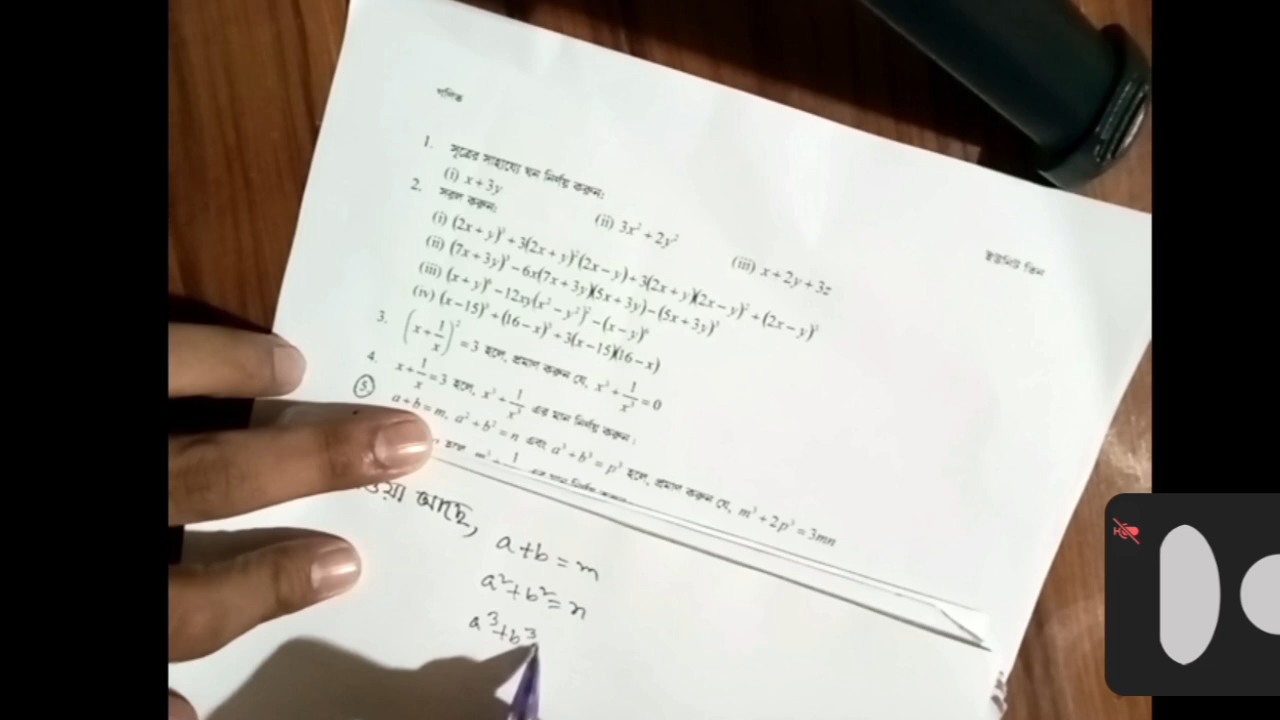 গণিত
ইউনিট তিন
1. সূত্রের সাহায্যে ঘন নির্ণয় করুন:
(i) x+3y (ii) 3x²+2y² (iii) x+2y+3z
2. সরল করুন:
(i) (2x+y)³+3(2x+y)²(2x−y)+3(2x+y)(2x−y)²+(2x−y)³
(ii) (7x+3y)³−6x(7x+3y)(5x+3y)−(5x+3y)³
(iii) (x+y)⁶−12xy(x²−y²)²−(x−y)⁶
(iv) (x−15)³+(16−x)³+3(x−15)(16−x)
3. (x+1/x)²=3 হলে, প্রমাণ করুন যে, x³+1/x³=0
4. x+1/x=3 হলে, x³+1/x³ এর মান নির্ণয় করুন।
5. a+b=m, a²+b²=n এবং a³+b³=p³ হলে, প্রমাণ করুন যে, m³+2p³=3mn
আছে, a+b=m
a²+b²=n
a³+b³